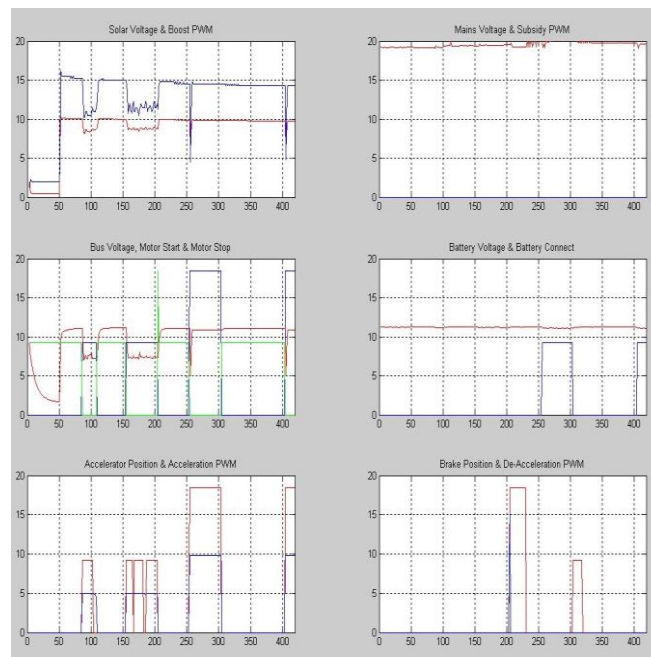 Solar Voltage & Boost PWM
20
15
10
5
0
0 50 100 150 200 250 300 350 400
Mains Voltage & Subsidy PWM
20
15
10
5
0
0 50 100 150 200 250 300 350 400
Bus Voltage, Motor Start & Motor Stop
20
15
10
5
0
0 50 100 150 200 250 300 350 400
Battery Voltage & Battery Connect
20
15
10
5
0
0 50 100 150 200 250 300 350 400
Accelerator Position & Acceleration PWM
20
15
10
5
0
0 50 100 150 200 250 300 350 400
Brake Position & De-Acceleration PWM
20
15
10
5
0
0 50 100 150 200 250 300 350 400